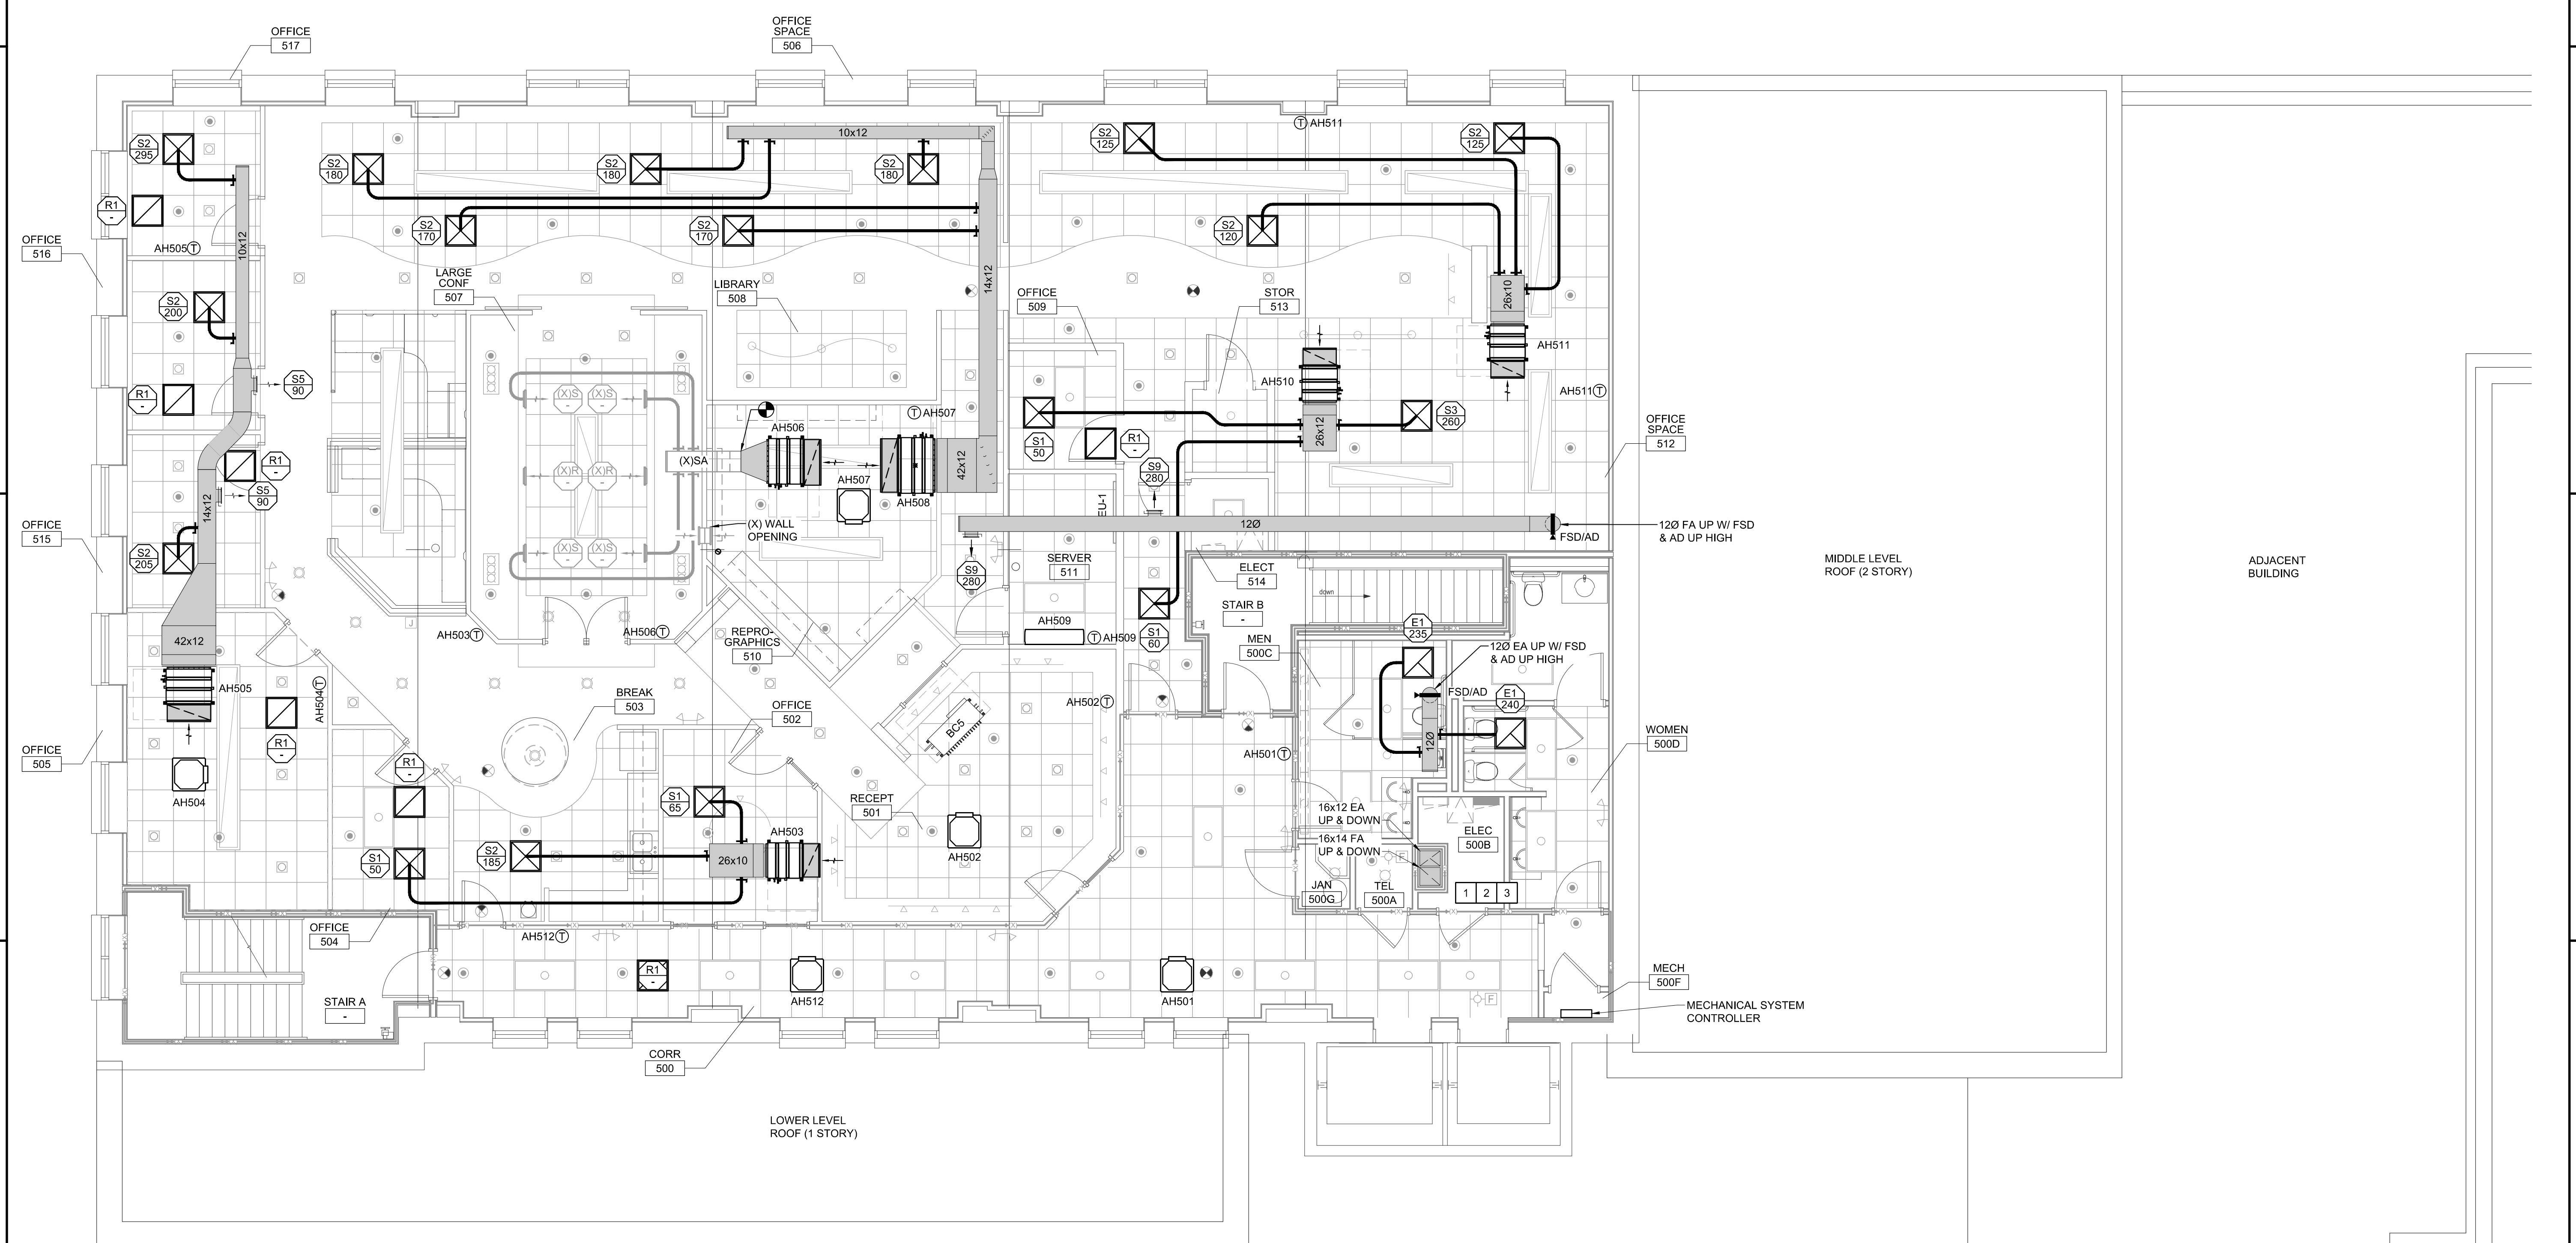 OFFICE
517
OFFICE
SPACE
506
S2
295
S2
180
S2
180
10x12
S2
180
S2
125
AH511
S2
125
R1
-
S2
170
S2
170
S2
120
OFFICE
516
AH505
10x12
14x12
LARGE
CONF
507
LIBRARY
508
OFFICE
509
STOR
513
26x10
AH511
S2
200
S5
90
R1
-
(X)S
-
(X)S
-
AH507
AH506
S1
50
R1
-
AH510
26x12
S3
260
AH511
OFFICE
SPACE
512
R1
-
S5
90
14x12
(X)R
-
(X)R
-
(X)SA
AH507
AH508
42x12
S9
280
EU-1
12Ø
12Ø FA UP W/ FSD
& AD UP HIGH
FSD/AD
OFFICE
515
S2
205
(X) WALL
OPENING
(X)S
-
(X)S
-
S9
280
SERVER
511
ELECT
514
MIDDLE LEVEL
ROOF (2 STORY)
ADJACENT
BUILDING
down
STAIR B
-
J
42x12
AH503
AH506
REPRO-
GRAPHICS
510
AH509
AH509
S1
60
MEN
500C
E1
235
12Ø EA UP W/ FSD
& AD UP HIGH
AH505
AH504
R1
-
BREAK
503
OFFICE
502
BC5
AH502
FSD/AD
E1
240
12Ø
WOMEN
500D
OFFICE
505
AH504
R1
-
AH501
S1
65
RECEPT
501
16x12 EA
UP & DOWN
16x14 FA
UP & DOWN
ELEC
500B
S1
50
S2
185
26x10
AH503
AH502
F
JAN
500G
TEL
500A
1 2 3
OFFICE
504
AH512
R1
-
AH512
AH501
F
MECH
500F
STAIR A
-
MECHANICAL SYSTEM
CONTROLLER
CORR
500
LOWER LEVEL
ROOF (1 STORY)